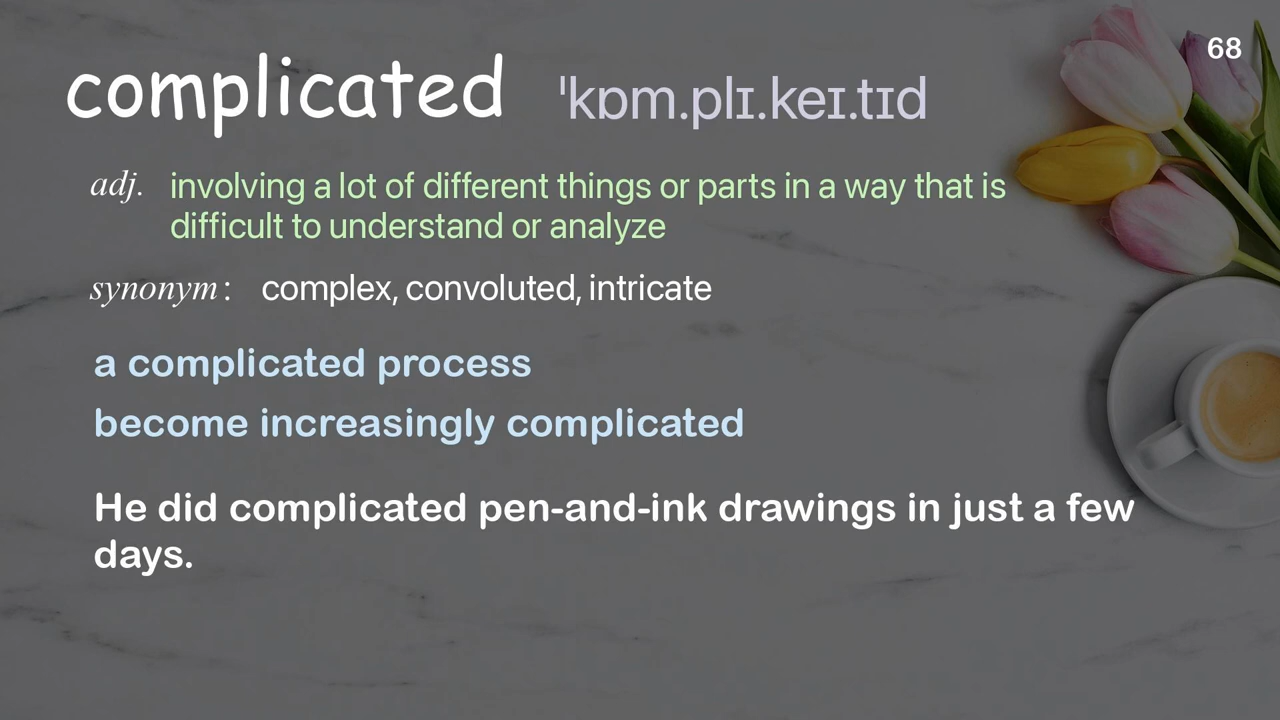 68
complicated ˈkɒm.plɪ.keɪ.tɪd
adj. involving a lot of different things or parts in a way that is
difficult to understand or analyze
synonym: complex, convoluted, intricate
a complicated process
become increasingly complicated
He did complicated pen-and-ink drawings in just a few
days.